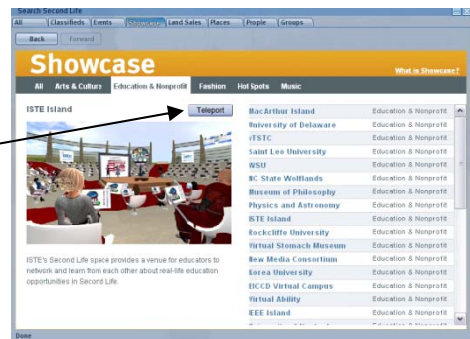 Search Second Life
All Classifieds Events Showcase Land Sales Places People Groups
Back Forward
Showcase
What is Showcase?
All Arts & Culture Education & Nonprofit Fashion Hot Spots Music
ISTE Island
Teleport
ISTE's Second Life space provides a venue for educators to
network and learn from each other about real-life education
opportunities in Second Life.
MacArthur Island Education & Nonprofit
University of Delaware Education & Nonprofit
Education & Nonprofit
Saint Leo University Education & Nonprofit
WSU Education & Nonprofit
NC State Wolflands Education & Nonprofit
Museum of Philosophy Education & Nonprofit
Physics and Astronomy Education & Nonprofit
ISTE Island Education & Nonprofit
Rockcliffe University Education & Nonprofit
Virtual Stomach Museum Education & Nonprofit
New Media Consortium Education & Nonprofit
Education & Nonprofit
Virtual Campus Education & Nonprofit
Virtual Ability Education & Nonprofit
IEEE Island Education & Nonprofit
Done